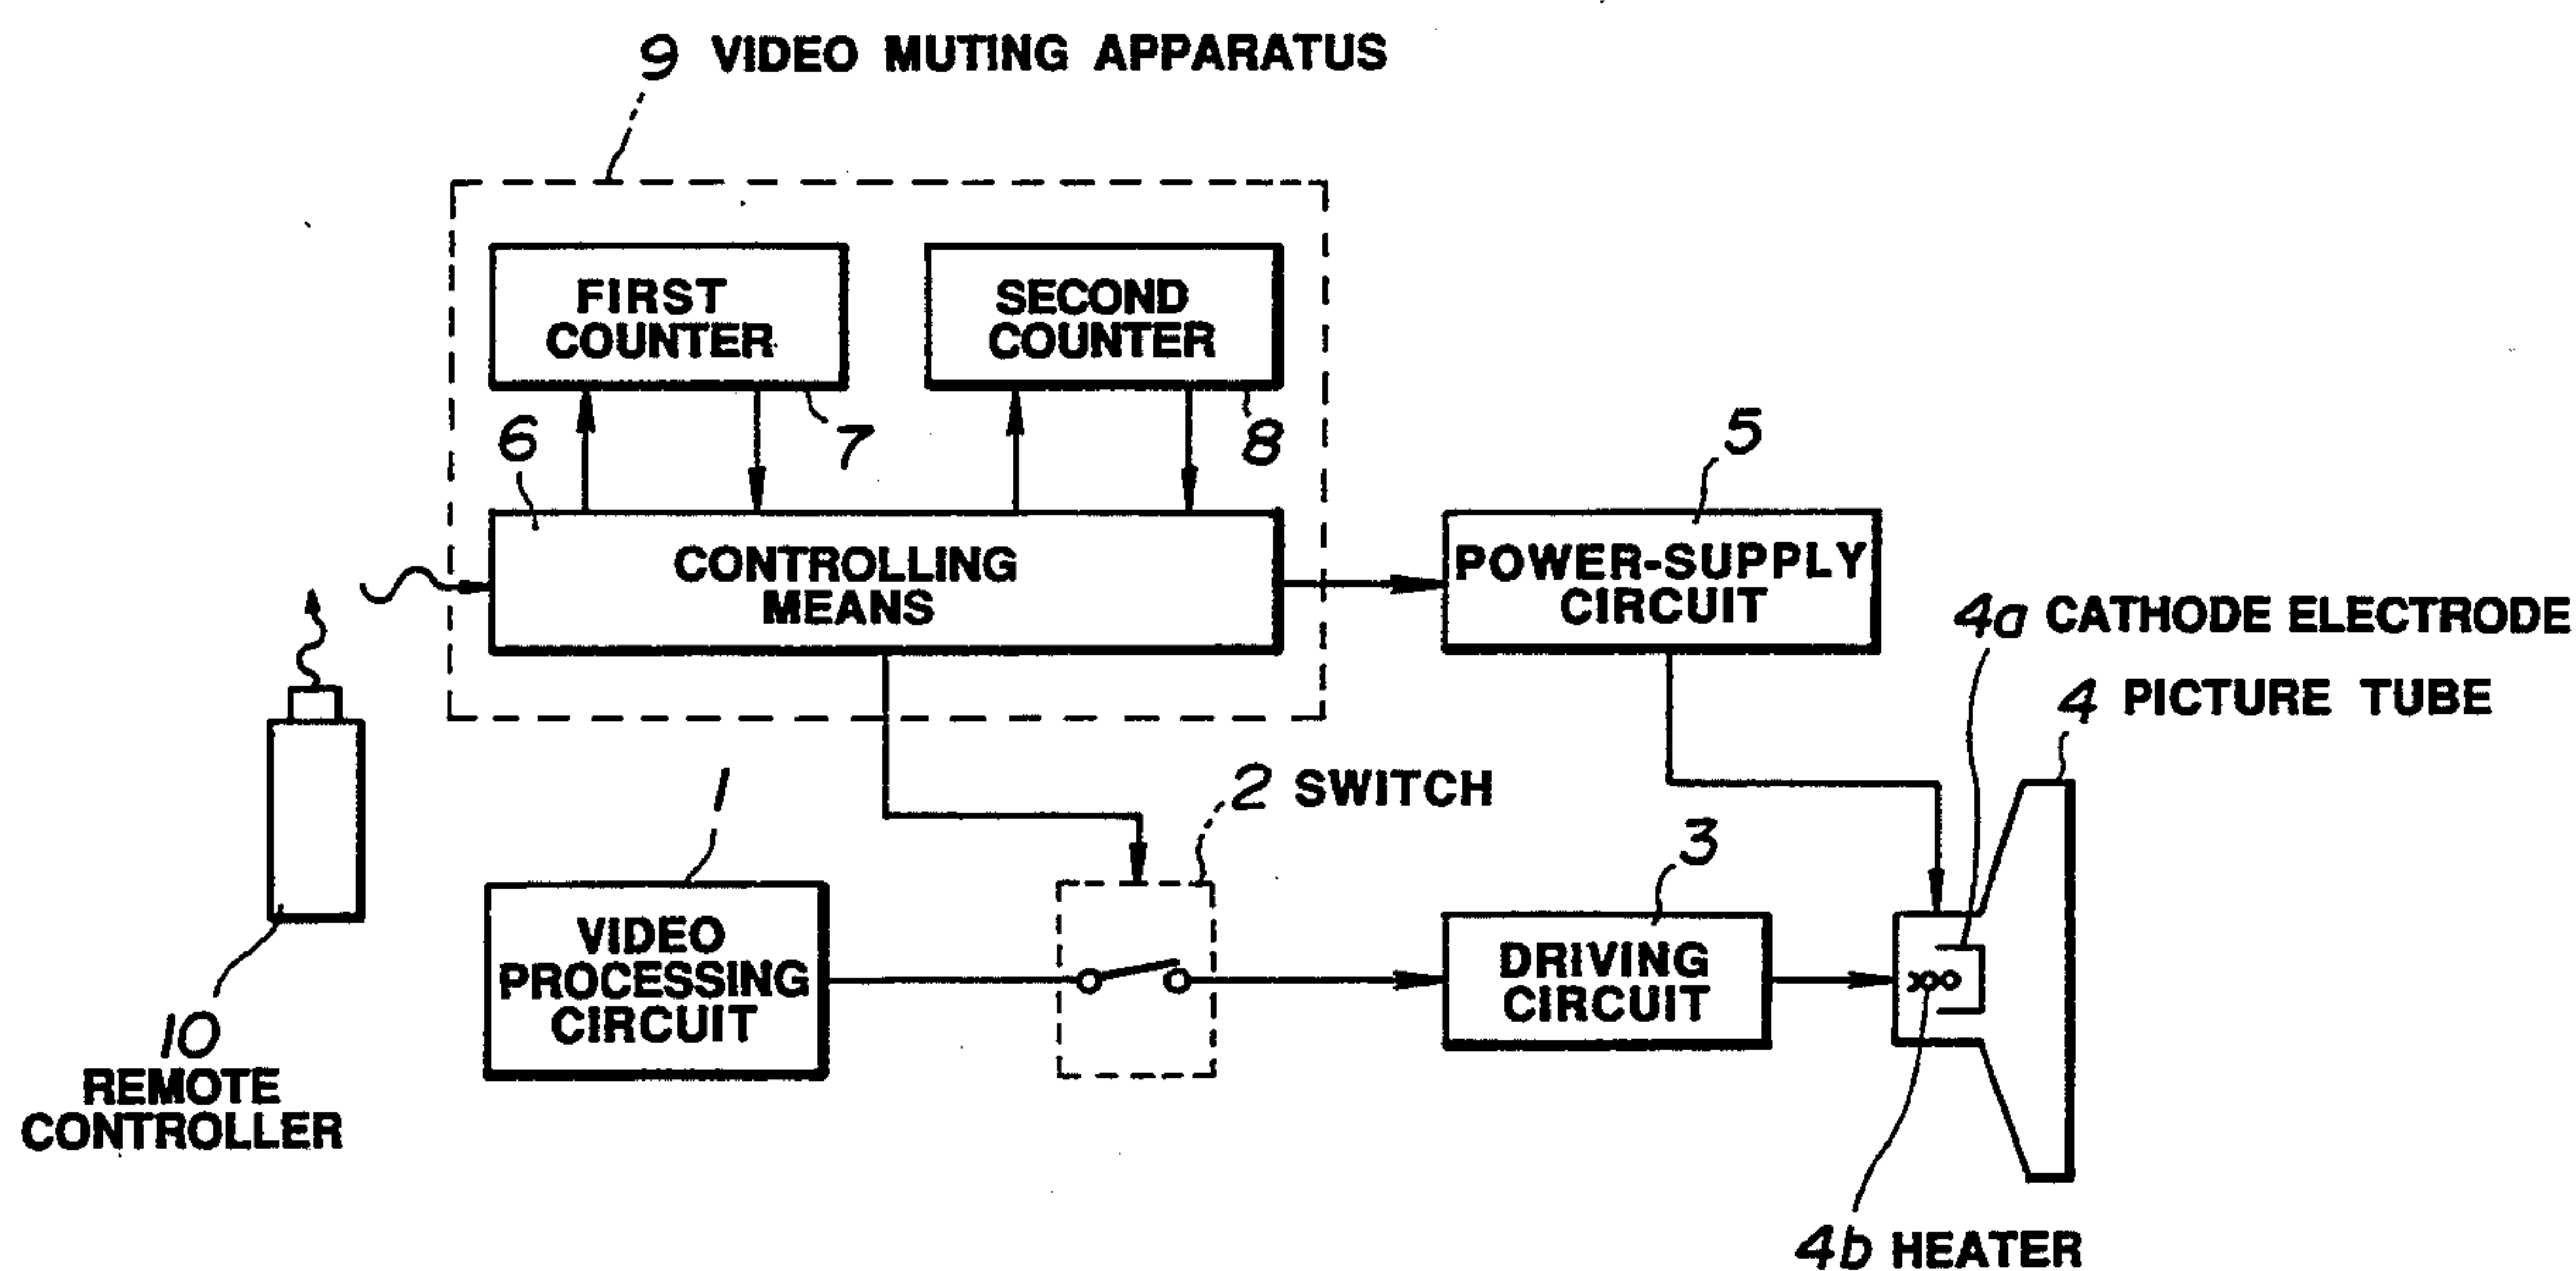 9 VIDEO MUTING APPARATUS
FIRST
COUNTER
7
SECOND
COUNTER
8
6
CONTROLLING
MEANS
5
POWER-SUPPLY
CIRCUIT
4a CATHODE ELECTRODE
4 PICTURE TUBE
1
VIDEO
PROCESSING
CIRCUIT
2 SWITCH
3
DRIVING
CIRCUIT
10
REMOTE
CONTROLLER
4b HEATER